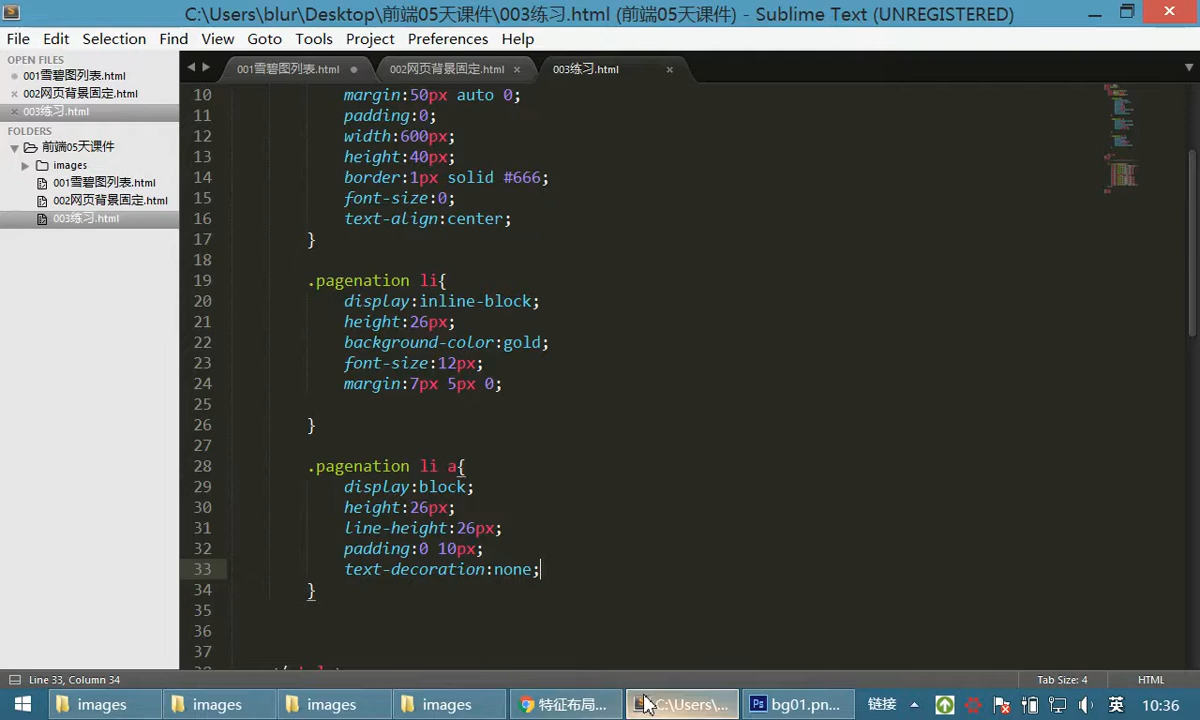 C:\Users\blur\Desktop\前端05天课件\003练习.html (前端05天课件) - Sublime Text (UNREGISTERED)
File Edit Selection Find View Goto Tools Project Preferences Help
OPEN FILES
001雪碧图列表.html
002网页背景固定.html
003练习.html
FOLDERS
前端05天课件
images
001雪碧图列表.html
002网页背景固定.html
003练习.html
001雪碧图列表.html 002网页背景固定.html 003练习.html
10 margin:50px auto 0;
11 padding:0;
12 width:600px;
13 height:40px;
14 border:1px solid #666;
15 font-size:0;
16 text-align:center;
17 }
18
19 .pagenation li{
20 display:inline-block;
21 height:26px;
22 background-color:gold;
23 font-size:12px;
24 margin:7px 5px 0;
25
26 }
27
28 .pagenation li a{
29 display:block;
30 height:26px;
31 line-height:26px;
32 padding:0 10px;
33 text-decoration:none;
34 }
35
36
37
Line 33, Column 34 Tab Size: 4 HTML
images images images images 特征布局... C:\Users\... bg01.pn... 链接 英 10:36